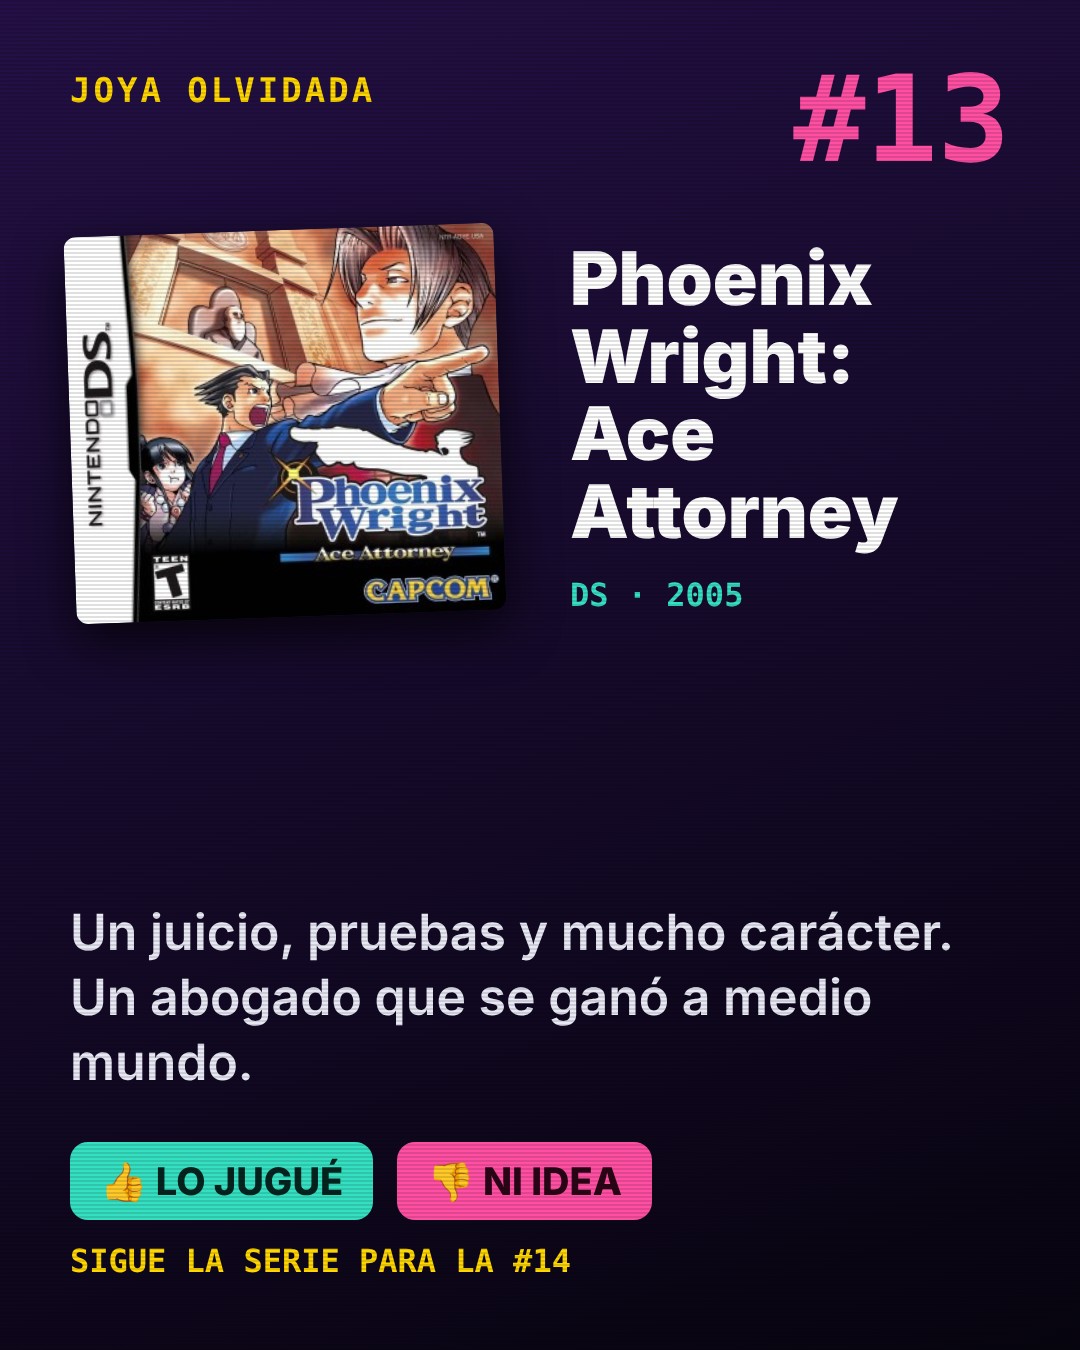 JOYA OLVIDADA
#13
NINTENDO DS
Phoenix
Wright
Ace Attorney
TEEN
T
ESRB
CAPCOM
Phoenix
Wright:
Ace
Attorney
DS · 2005
Un juicio, pruebas y mucho carácter.
Un abogado que se ganó a medio
mundo.
👍 LO JUGUÉ
👎 NI IDEA
SIGUE LA SERIE PARA LA #14